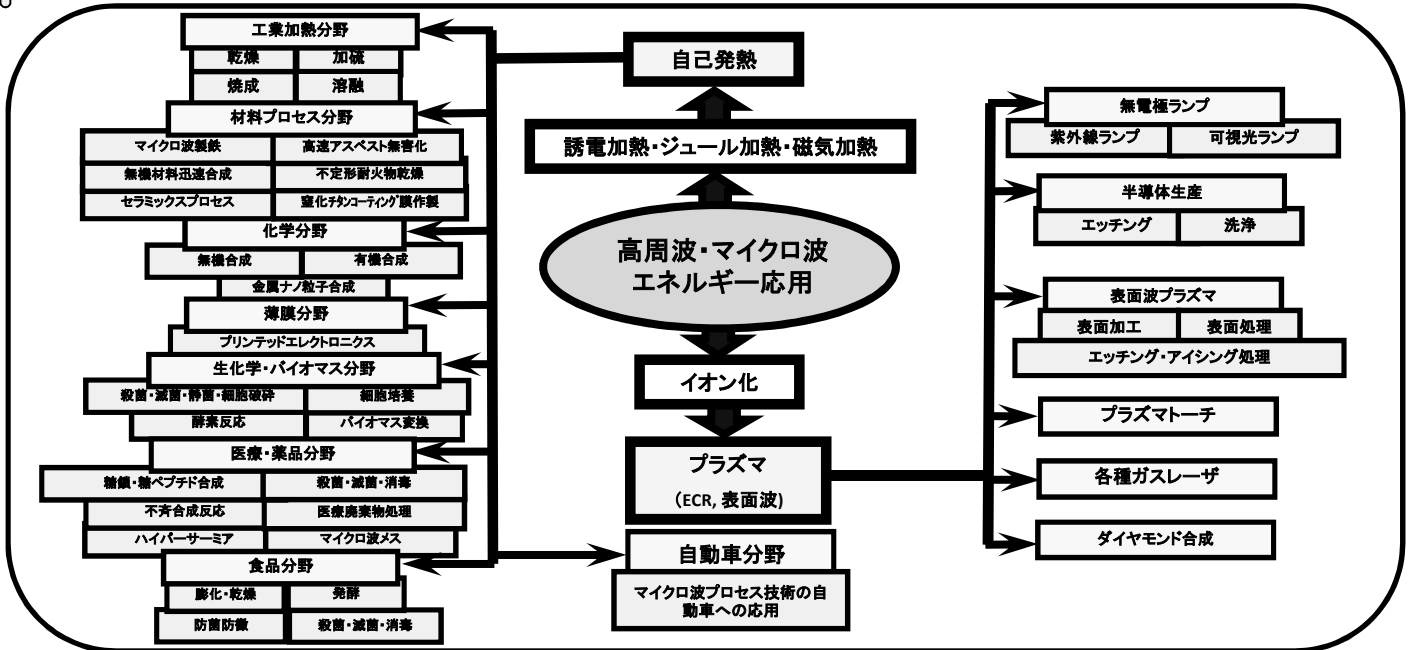 工業加熱分野
乾燥
加硫
焼成
溶融
材料プロセス分野
マイクロ波製鉄
高速アスベスト無害化
無機材料迅速合成
不定形耐火物乾燥
セラミックスプロセス
窒化チタンコーティング膜作製
化学分野
無機合成
有機合成
金属ナノ粒子合成
薄膜分野
プリンテッドエレクトロニクス
生化学・バイオマス分野
殺菌・滅菌・静菌・細胞破砕
細胞培養
酵素反応
バイオマス変換
医療・薬品分野
糖鎖・糖ペプチド合成
殺菌・滅菌・消毒
不斉合成反応
医療廃棄物処理
ハイパーサーミア
マイクロ波メス
食品分野
膨化・乾燥
発酵
防菌防黴
殺菌・滅菌・消毒
自己発熱
誘電加熱・ジュール加熱・磁気加熱
高周波・マイクロ波
エネルギー応用
イオン化
プラズマ
（ECR, 表面波)
自動車分野
マイクロ波プロセス技術の自
動車への応用
無電極ランプ
紫外線ランプ
可視光ランプ
半導体生産
エッチング
洗浄
表面波プラズマ
表面加工
表面処理
エッチング・アイシング処理
プラズマトーチ
各種ガスレーザ
ダイヤモンド合成